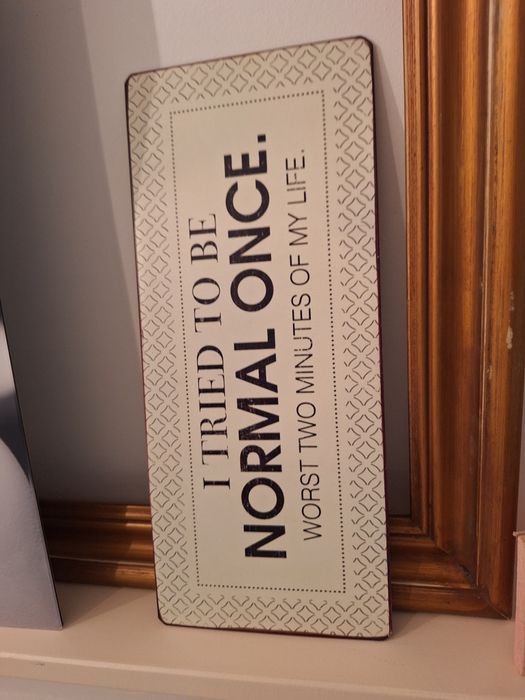 I TRIED TO BE
NORMAL ONCE.
WORST TWO MINUTES OF MY LIFE.